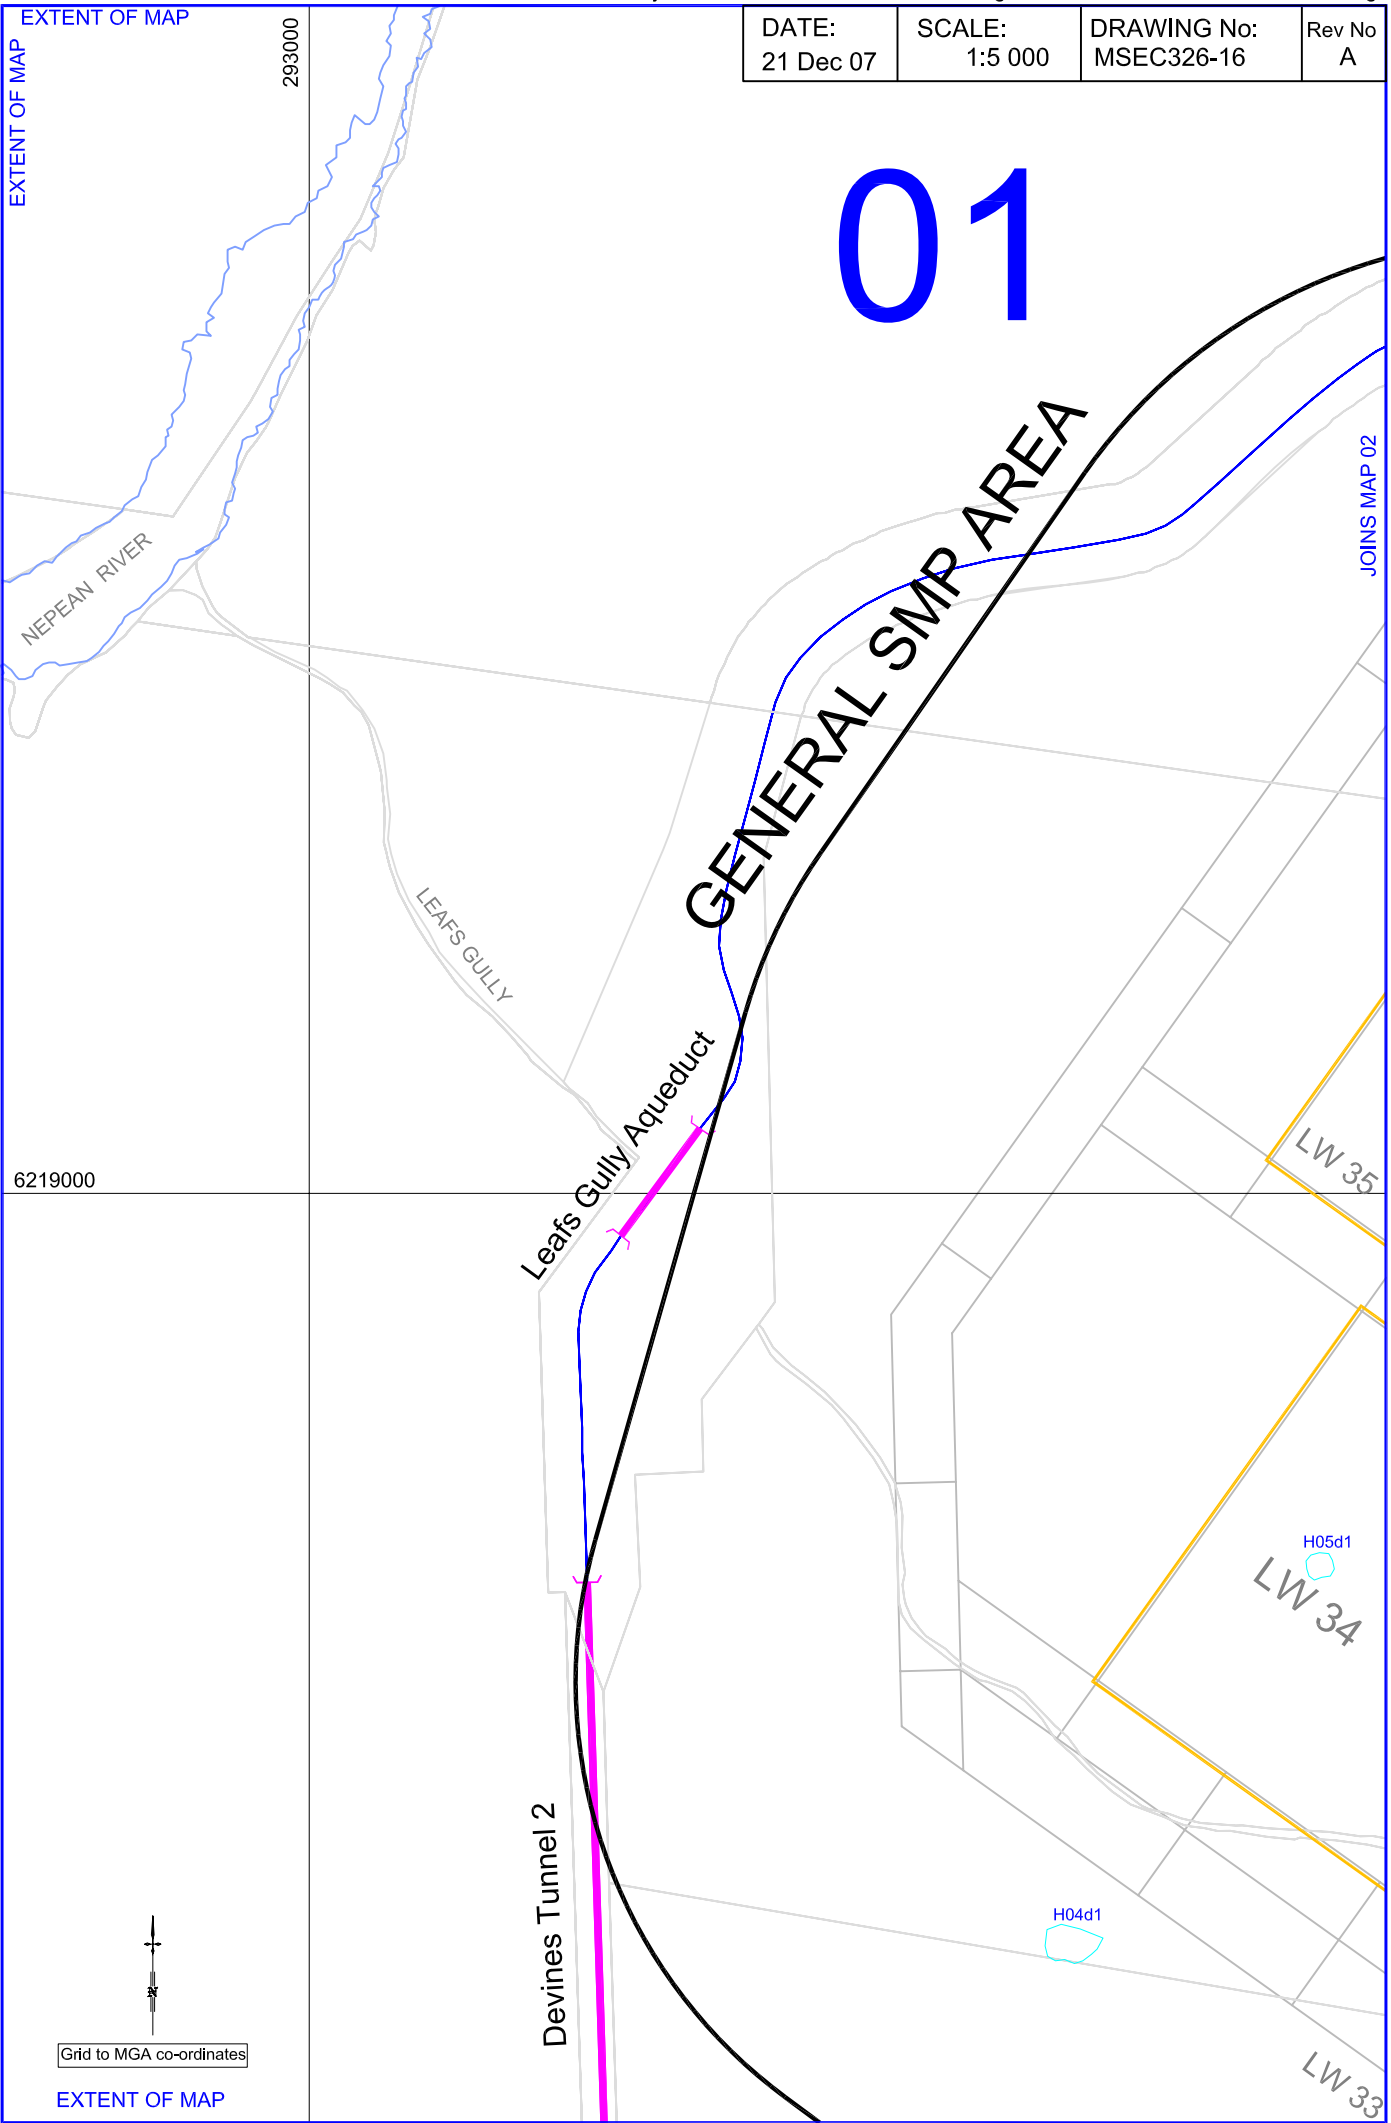 EXTENT OF MAP
EXTENT OF MAP
293000
DATE:
21 Dec 07
SCALE:
1:5 000
DRAWING No:
MSEC326-16
Rev No
A
01
GENERAL SMP AREA
JOINS MAP 02
NEPEAN RIVER
LEAFS GULLY
Leafs Gully Aqueduct
6219000
LW 35
H05d1
LW 34
Devines Tunnel 2
H04d1
N
Grid to MGA co-ordinates
EXTENT OF MAP
LW 33